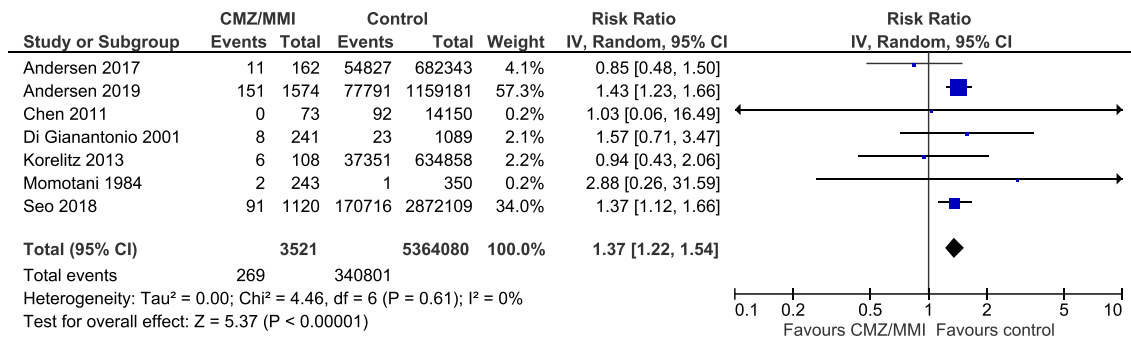 CMZ/MMI Control Risk Ratio Risk Ratio
Study or Subgroup Events Total Events Total Weight IV, Random, 95% CI IV, Random, 95% CI
Andersen 2017 11 162 54827 682343 4.1% 0.85 [0.48, 1.50]
Andersen 2019 151 1574 77791 1159181 57.3% 1.43 [1.23, 1.66]
Chen 2011 0 73 92 14150 0.2% 1.03 [0.06, 16.49]
Di Gianantonio 2001 8 241 23 1089 2.1% 1.57 [0.71, 3.47]
Korelitz 2013 6 108 37351 634858 2.2% 0.94 [0.43, 2.06]
Momotani 1984 2 243 1 350 0.2% 2.88 [0.26, 31.59]
Seo 2018 91 1120 170716 2872109 34.0% 1.37 [1.12, 1.66]
Total (95% CI) 3521 5364080 100.0% 1.37 [1.22, 1.54]
Total events 269 340801
Heterogeneity: Tau² = 0.00; Chi² = 4.46, df = 6 (P = 0.61); I² = 0%
Test for overall effect: Z = 5.37 (P < 0.00001)
0.1 0.2 0.5 1 2 5 10
Favours CMZ/MMI Favours control